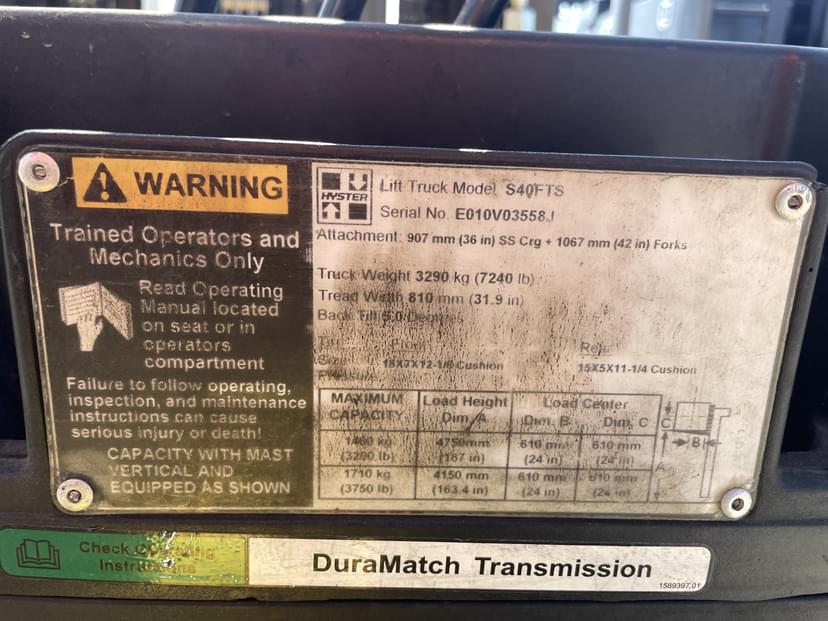 WARNING
Trained Operators and
Mechanics Only
Read Operating
Manual located
on seat or in
operators
compartment
Failure to follow operating,
inspection, and maintenance
instructions can cause
serious injury or death!
CAPACITY WITH MAST
VERTICAL AND
EQUIPPED AS SHOWN
HYSTER
Lift Truck Model S40FTS
Serial No. E010V03558J
Attachment: 907 mm (36 in) SS Crg + 1067 mm (42 in) Forks
Truck Weight 3290 kg (7240 lb)
Tread Width 810 mm (31.9 in)
Back Tilt 5.0 Degrees
Front
Size 18X7X12-1/8 Cushion 15X5X11-1/4 Cushion
Pressure
MAXIMUM CAPACITY Load Height Dim. A Load Center Dim. B Dim. C
1460 kg 4750mm 610 mm 610 mm
(3200 lb) (187 in) (24 in) (24 in)
1710 kg 4150 mm 610 mm 610 mm
(3750 lb) (163.4 in) (24 in) (24 in)
C
B
A
Check Operating
Instructions
DuraMatch Transmission
1589397.01